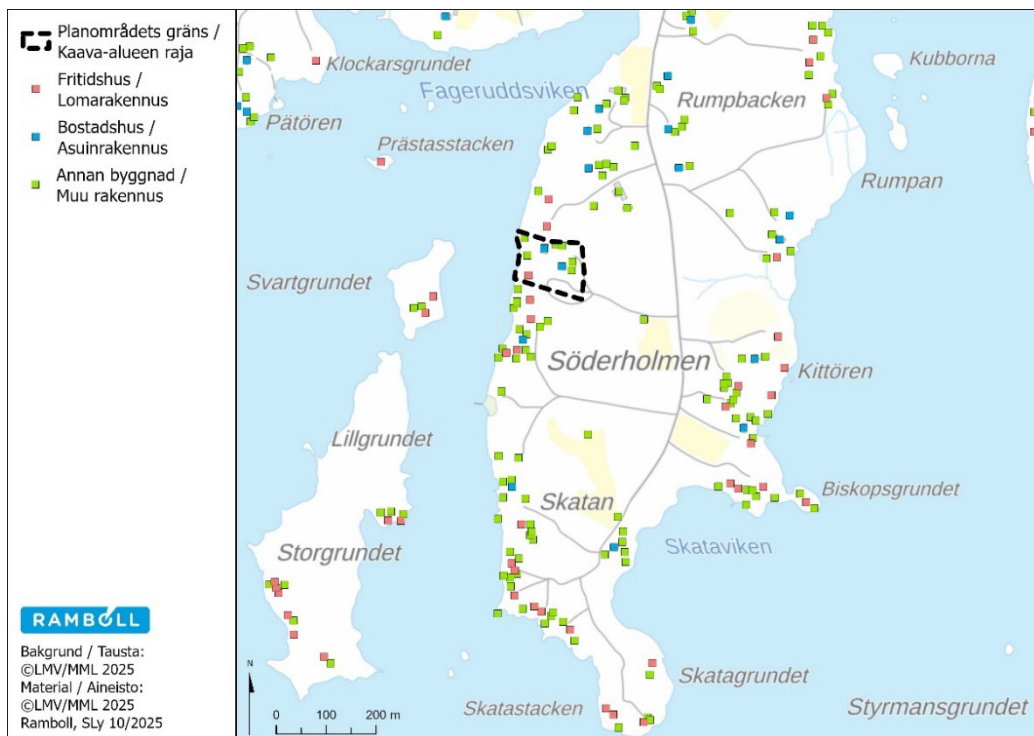 Planområdets gräns /
Kaava-alueen raja
Fritidshus /
Lomarakennus
Bostadshus /
Asuinrakennus
Annan byggnad /
Muu rakennus
RAMBOLL
Bakgrund / Tausta:
©LMV/MML 2025
Material / Aineisto:
©LMV/MML 2025
Ramboll, SLy 10/2025
Klockarsgrundet
Fageruddsviken
Kubborna
Rumpbacken
Pätören
Prästasstacken
Rumpan
Svartgrundet
Söderholmen
Kittören
Lillgrundet
Skatan
Biskopsgrundet
Storgrundet
Skataviken
Skatagrundet
Skatastacken
Styrmansgrundet
N
0 100 200 m